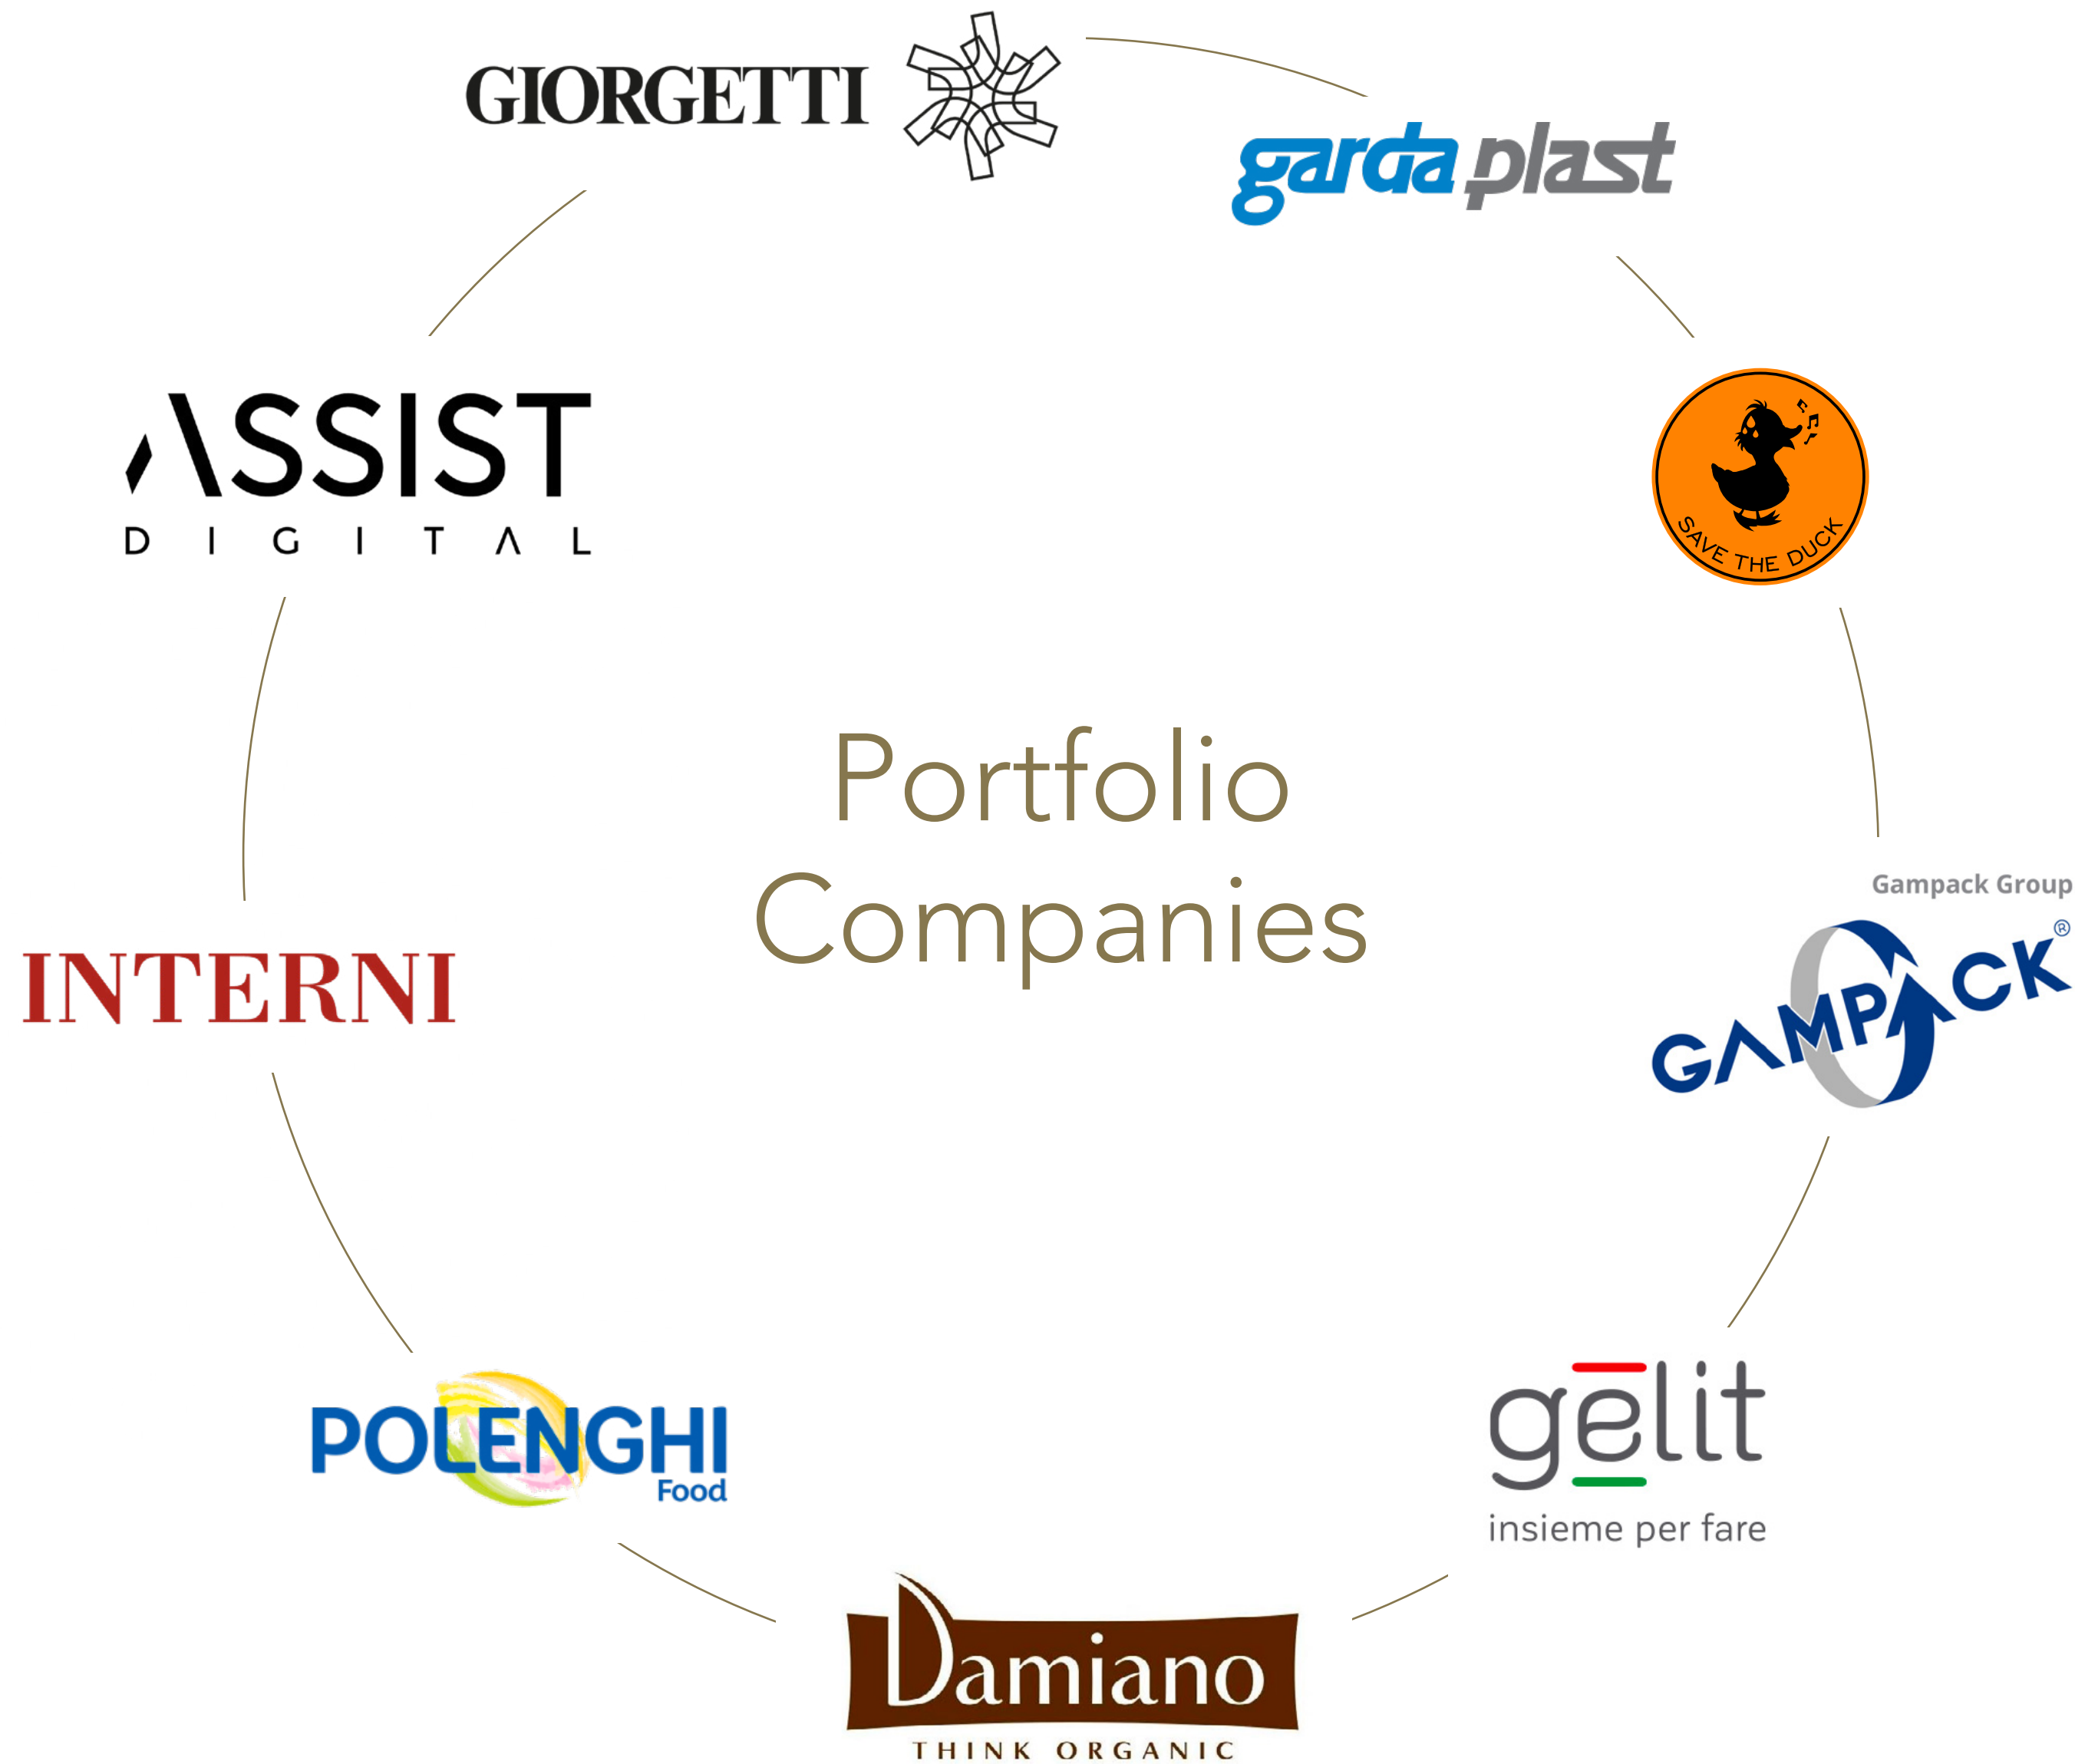 GIORGETTI
garda plast
ASSIST
DIGITAL
SAVE THE DUCK
Portfolio
Companies
Gampack Group
GAMPACK®
INTERNI
gelit
insieme per fare
POLENGHI
Food
Damiano
THINK ORGANIC